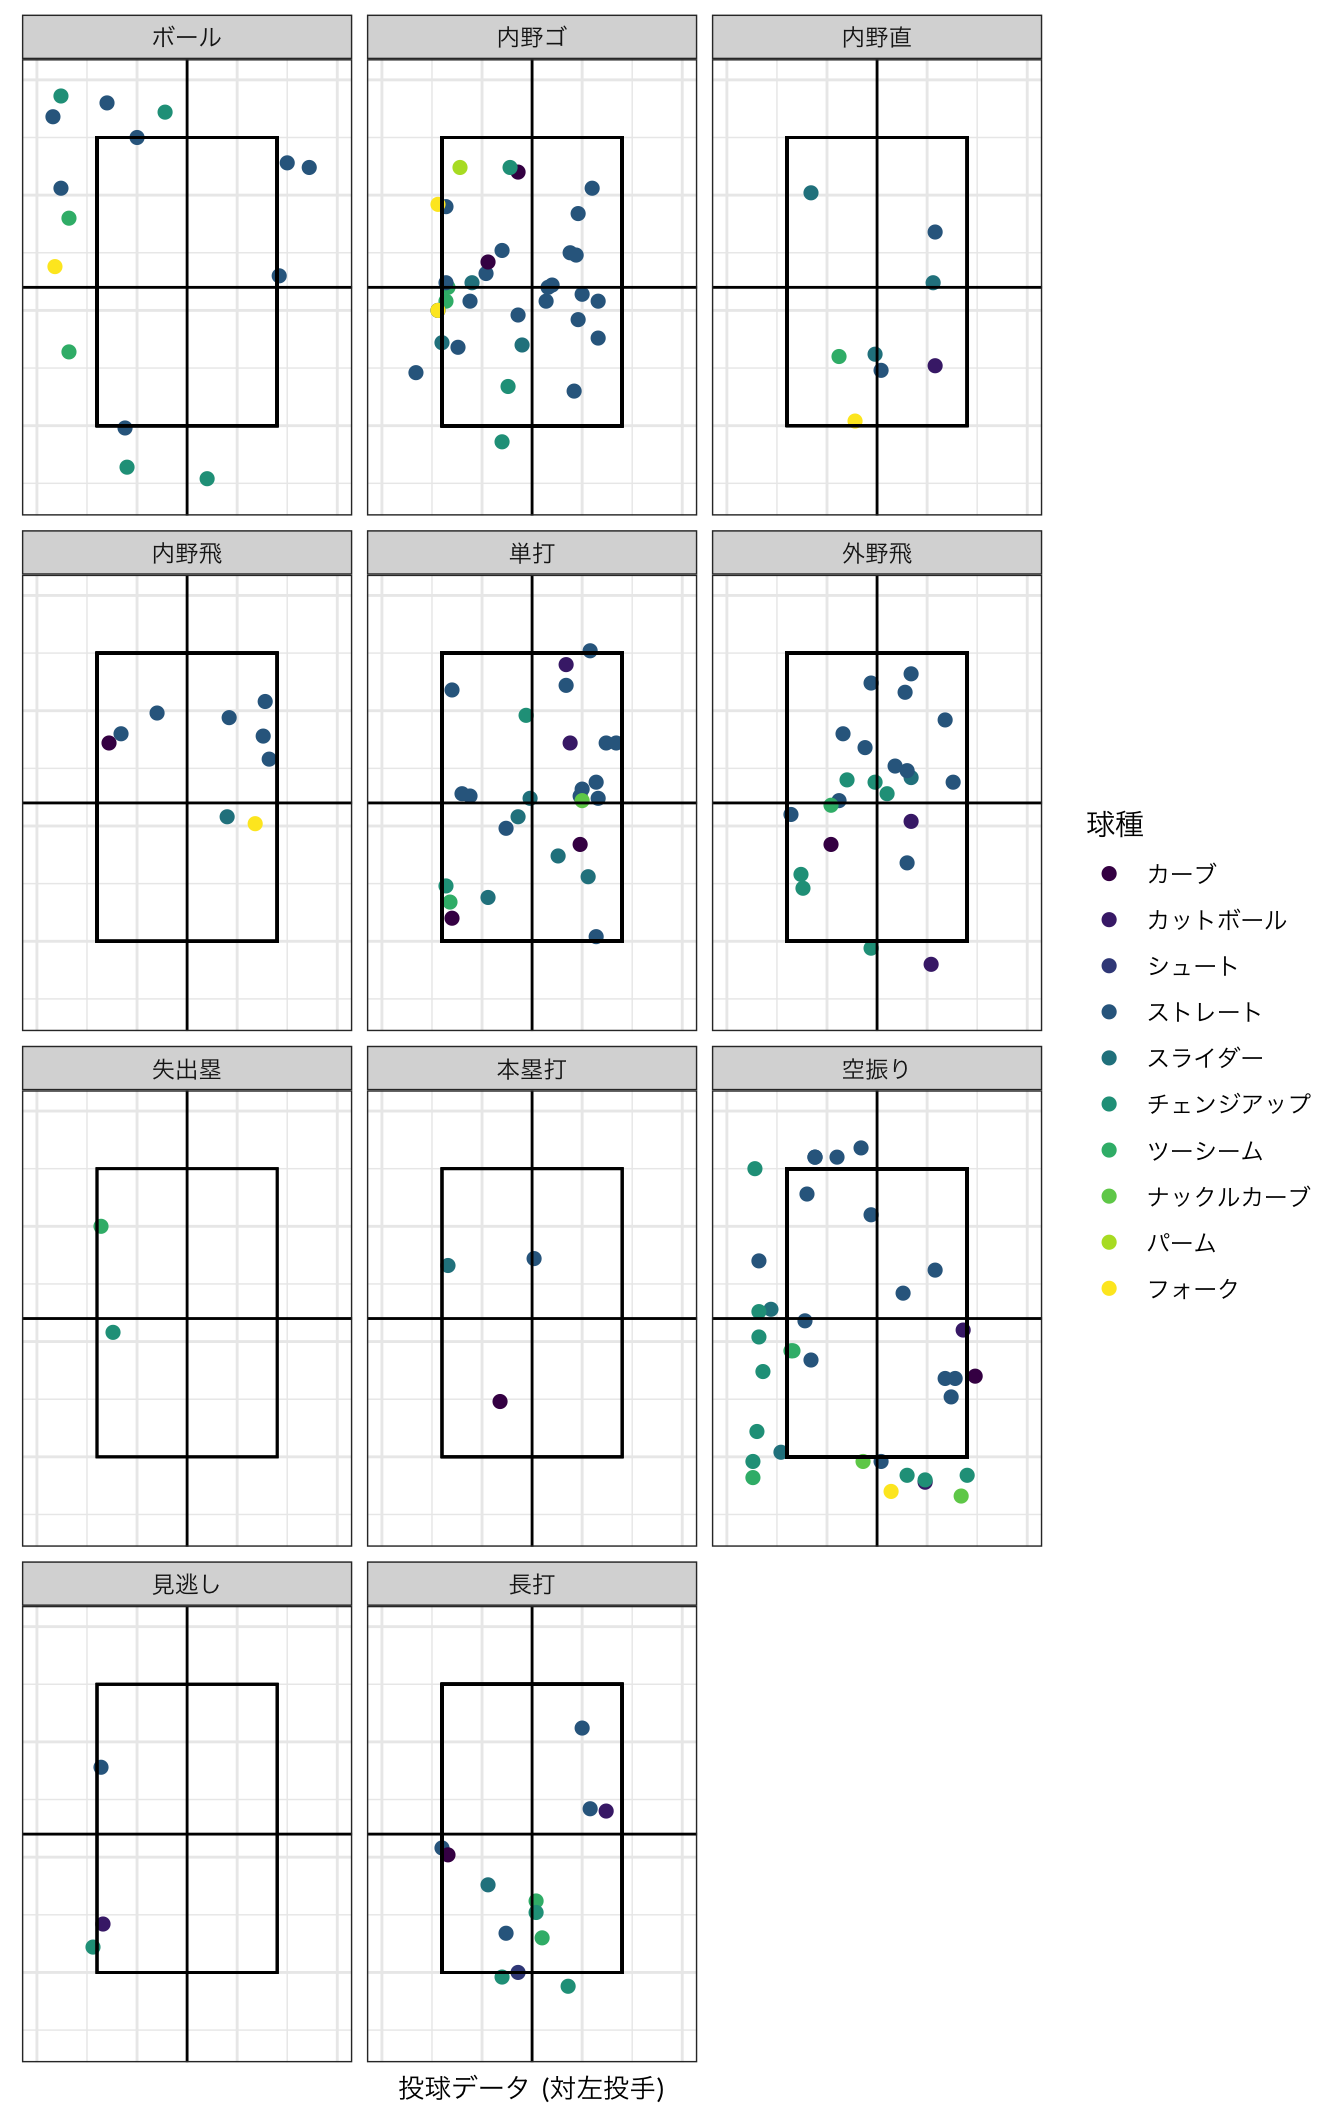 ボール
内野ゴ
内野直
内野飛
単打
外野飛
失出塁
本塁打
空振り
見逃し
長打
球種
カーブ
カットボール
シュート
ストレート
スライダー
チェンジアップ
ツーシーム
ナックルカーブ
パーム
フォーク
投球データ (対左投手)